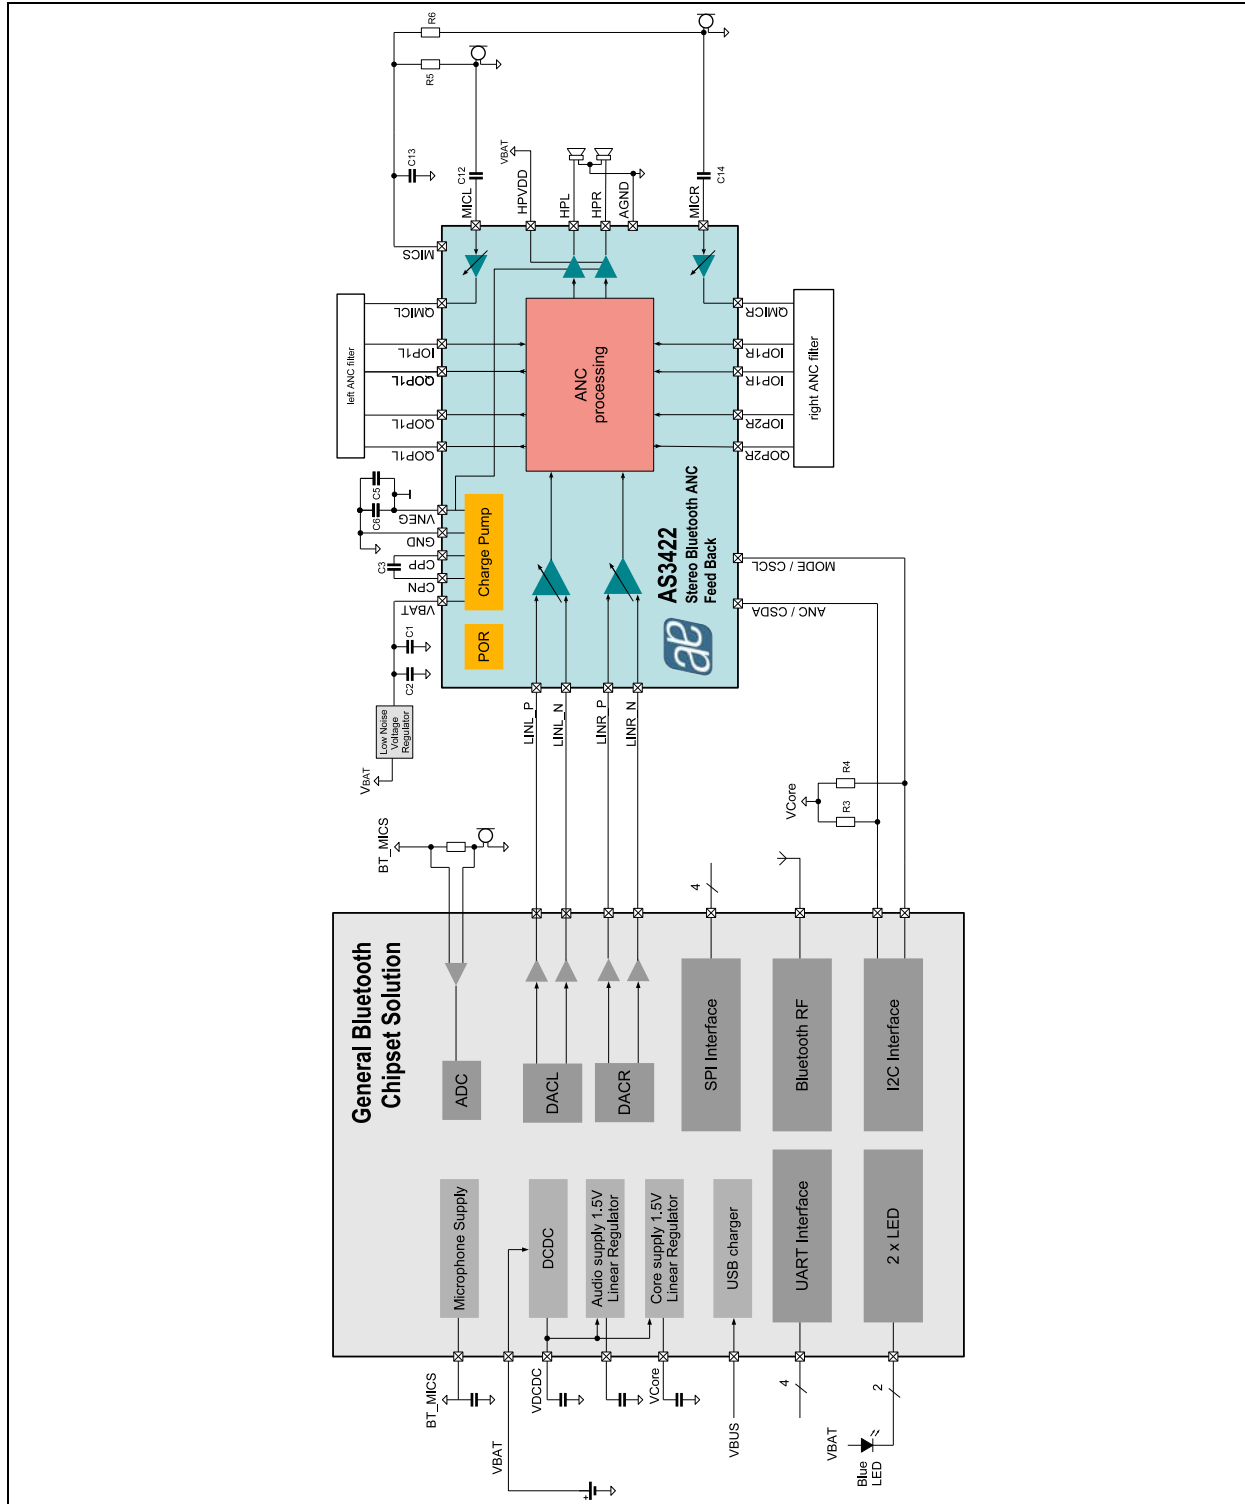 General Bluetooth
Chipset Solution
Microphone Supply
DCDC
Audio supply 1.5V
Linear Regulator
Core supply 1.5V
Linear Regulator
USB charger
UART Interface
2 x LED
ADC
DACL
DACR
SPI Interface
Bluetooth RF
I2C Interface
BT_MICS
VBAT
+
VDCDC
VCore
VBUS
4
2
VBAT
Blue
LED
BT_MICS
4
VCore
R3
R4
VBAT
Low Noise
Voltage
Regulator
C2
C1
C3
C6
C5
LINL_P
LINL_N
LINR_P
LINR_N
AS3422
Stereo Bluetooth ANC
Feed Back
ae
POR
Charge Pump
ANC
processing
VBAT
CPN
CPP
GND
VNEG
QOP1L
QOP1L
QOP1L
IOP1L
QMICL
MICS
left ANC filter
ANC / CSDA
MODE / CSCL
QOP2R
IOP2R
IOP1R
IOP1R
QMICR
right ANC filter
MICL
HPVDD
HPL
HPR
AGND
MICR
VBAT
C13
C12
C14
R5
R6